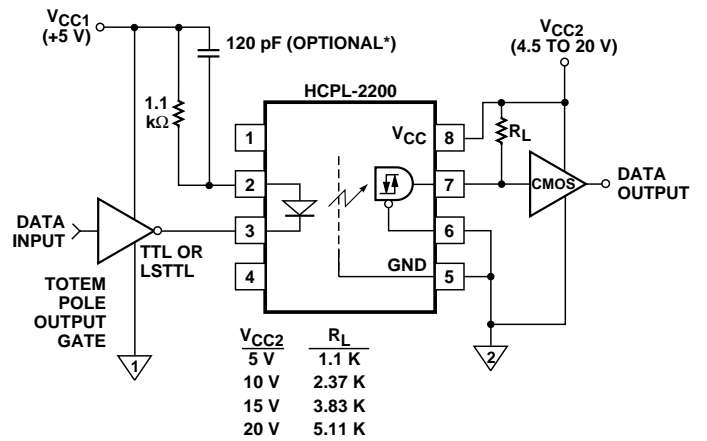 VCC1
(+5 V)
120 pF (OPTIONAL*)
VCC2
(4.5 TO 20 V)
HCPL-2200
1.1
kΩ
1
2
3
4
VCC
8
7
6
5
GND
RL
CMOS
DATA
OUTPUT
DATA
INPUT
TTL OR
LSTTL
TOTEM
POLE
OUTPUT
GATE
1
2
VCC2 RL
5 V 1.1 K
10 V 2.37 K
15 V 3.83 K
20 V 5.11 K